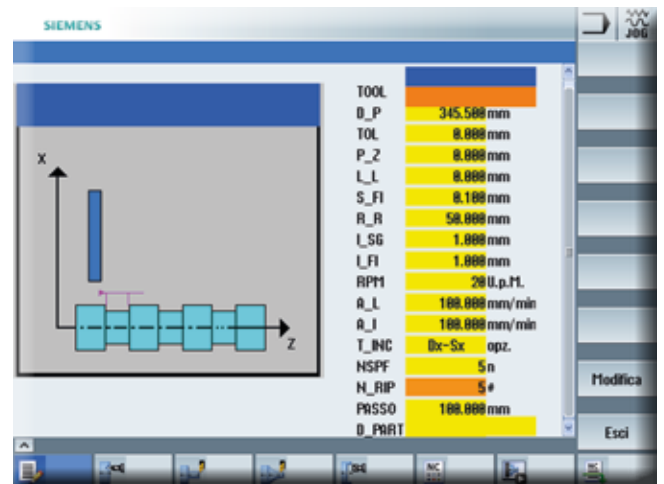 SIEMENS
JOG
TOOL
D_P 345.500 mm
TOL 0.000 mm
P_Z 0.000 mm
L_L 0.000 mm
S_FI 0.100 mm
R_R 50.000 mm
I_SG 1.000 mm
I_FI 1.000 mm
RPM 20 U.p.M.
A_L 100.000 mm/min
A_I 100.000 mm/min
T_INC Dx-Sx opz.
NSPF 5 n
N_RIP 5 #
PASSO 100.000 mm
D_PART
X
Z
Modifica
Esci
NC